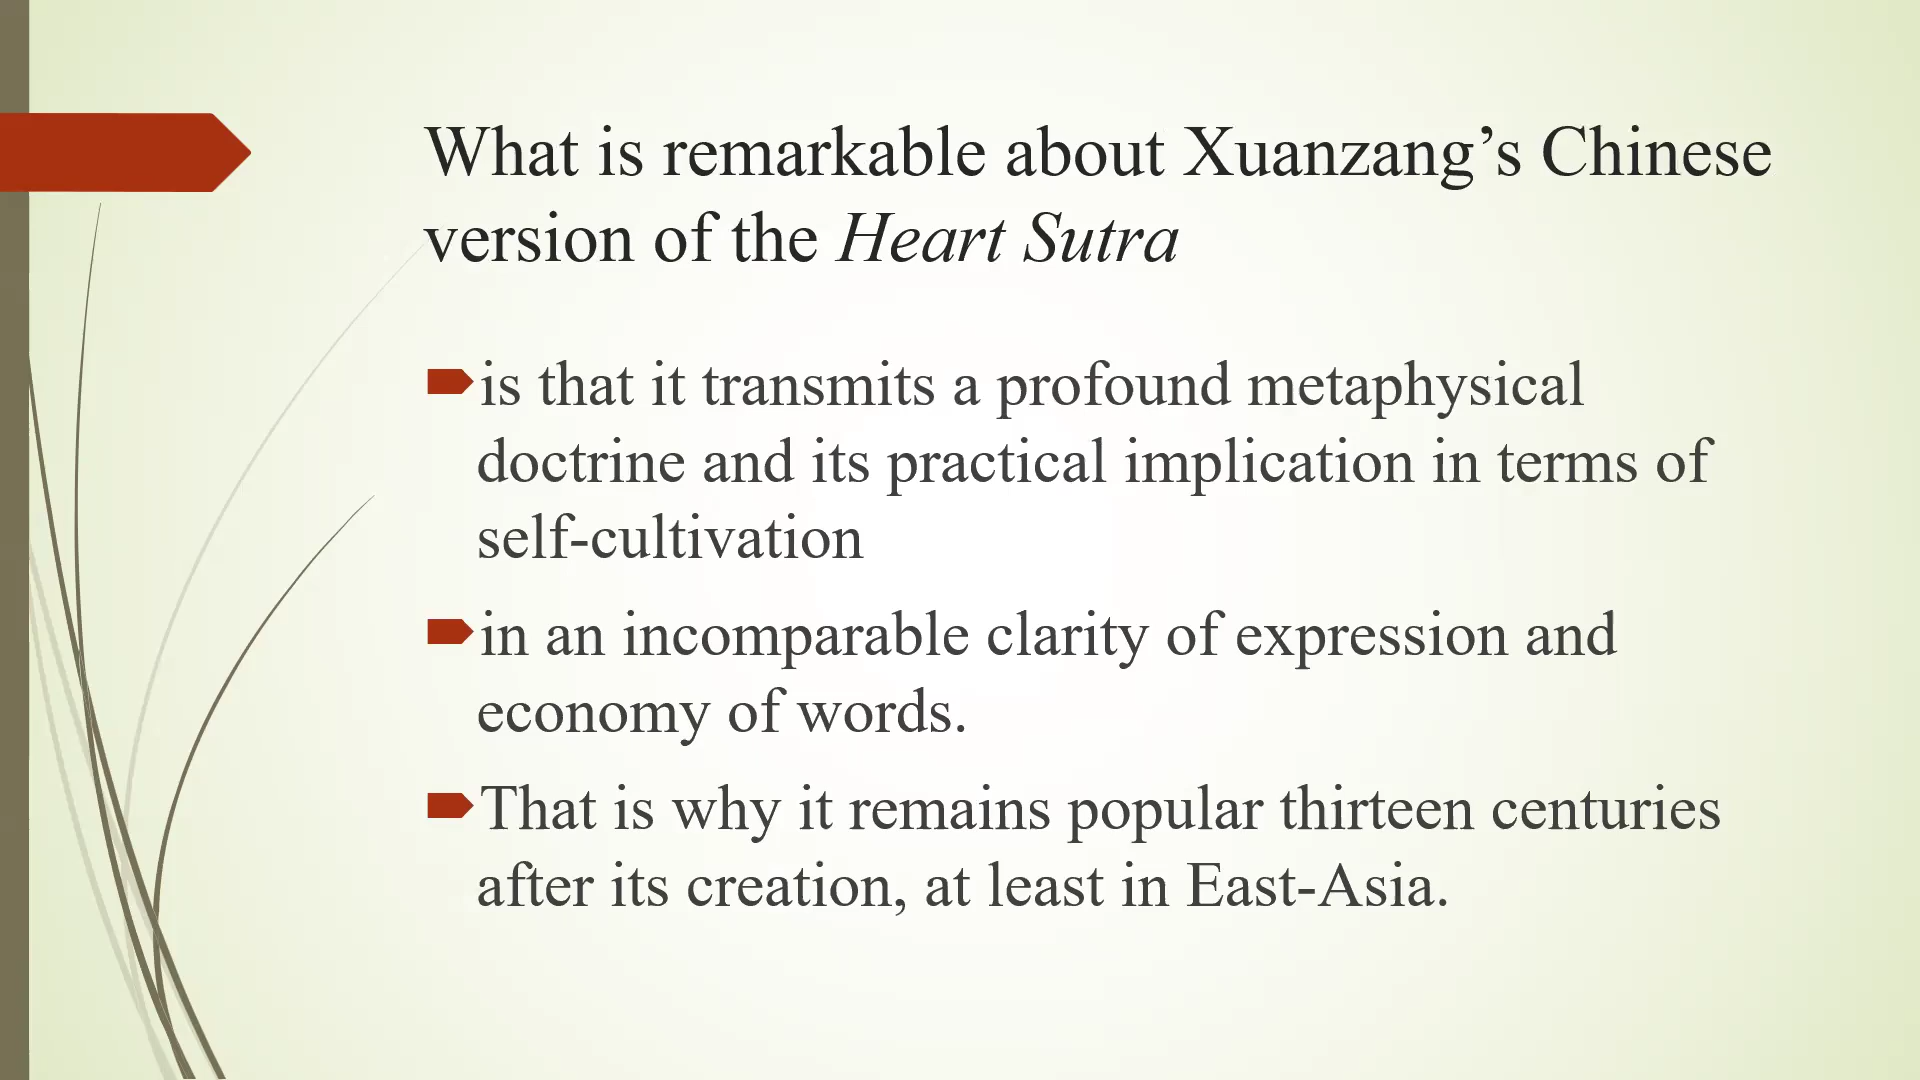 What is remarkable about Xuanzang’s Chinese
version of the Heart Sutra
is that it transmits a profound metaphysical
doctrine and its practical implication in terms of
self-cultivation
in an incomparable clarity of expression and
economy of words.
That is why it remains popular thirteen centuries
after its creation, at least in East-Asia.